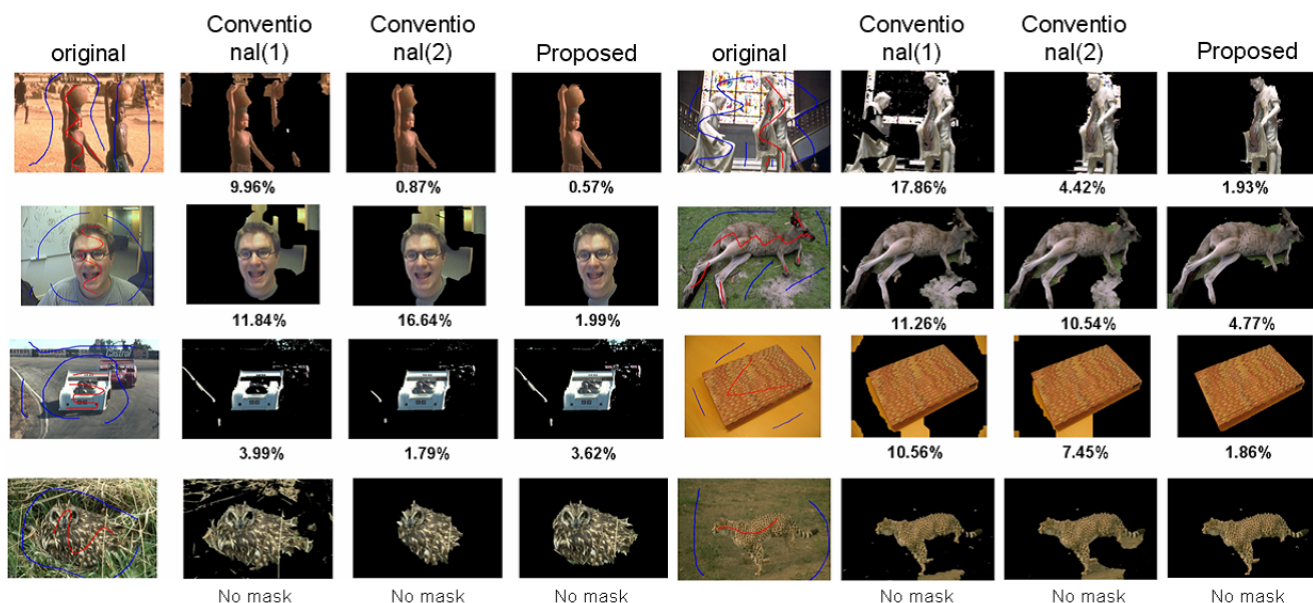 original Conventio nal(1) Conventio nal(2) Proposed original Conventio nal(1) Conventio nal(2) Proposed
9.96% 0.87% 0.57% 17.86% 4.42% 1.93%
11.84% 16.64% 1.99% 11.26% 10.54% 4.77%
Castrol
98
3.99% 1.79% 3.62% 10.56% 7.45% 1.86%
No mask No mask No mask No mask No mask No mask